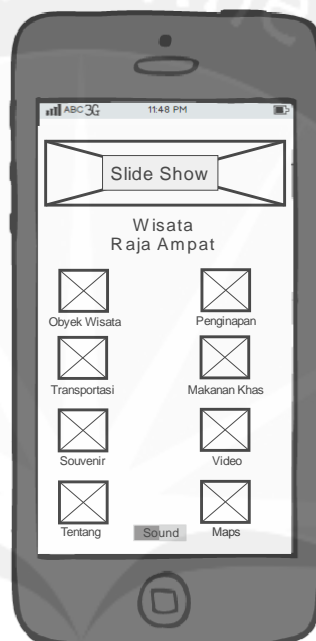 ABC 3G 11:48 PM
Slide Show
Wisata
Raja Ampat
Obyek Wisata Penginapan
Transportasi Makanan Khas
Souvenir Video
Tentang Sound Maps